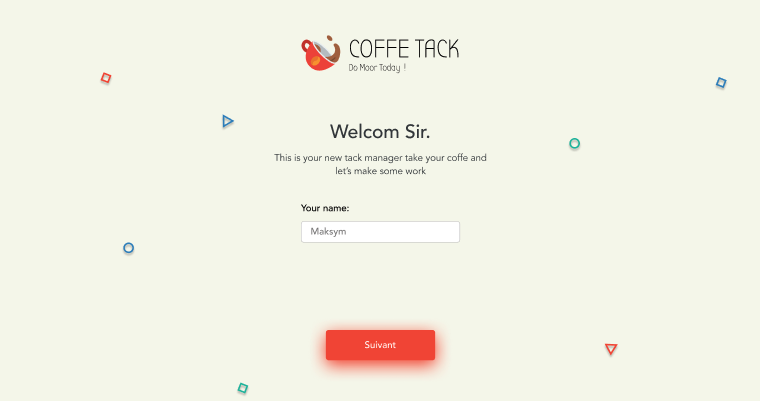 COFFE TACK
Do Moor Today !
Welcom Sir.
This is your new tack manager take your coffe and
let's make some work
Your name:
Maksym
Suivant